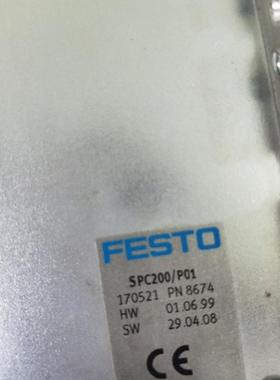 FESTO
SPC200/P01
170521 PN 8674
HW 01.06.99
SW 29.04.08
CE